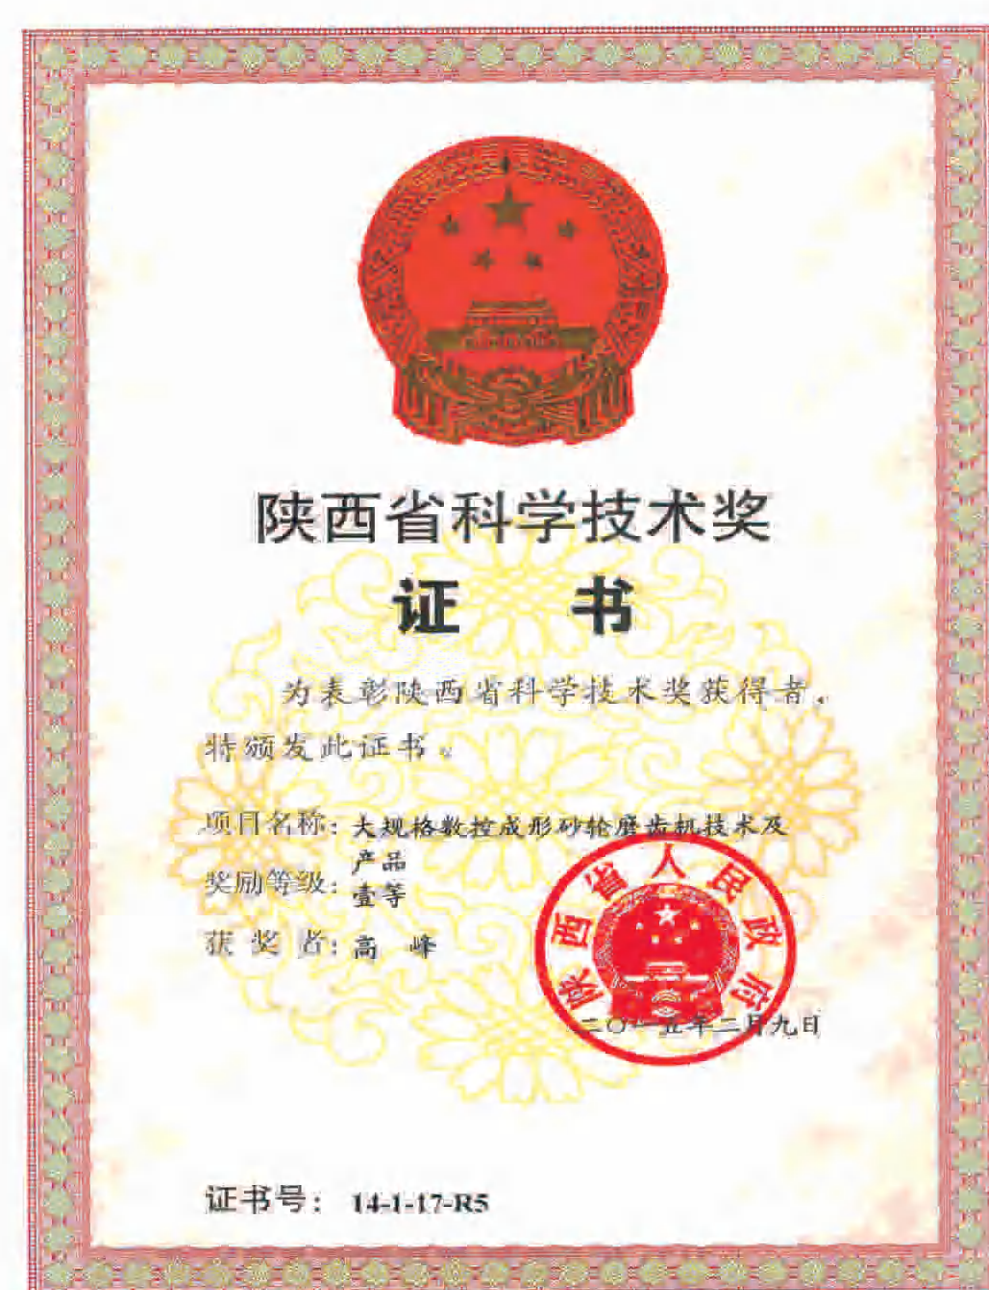 陕西省科学技术奖
证 书
为表彰陕西省科学技术奖获得者，
特颁发此证书。
项目名称：大规格数控成形砂轮磨齿机技术及
产品
奖励等级：壹等
获 奖 者：高 峰
陕西省人民政府
二〇一五年二月九日
证书号： 14-1-17-R5